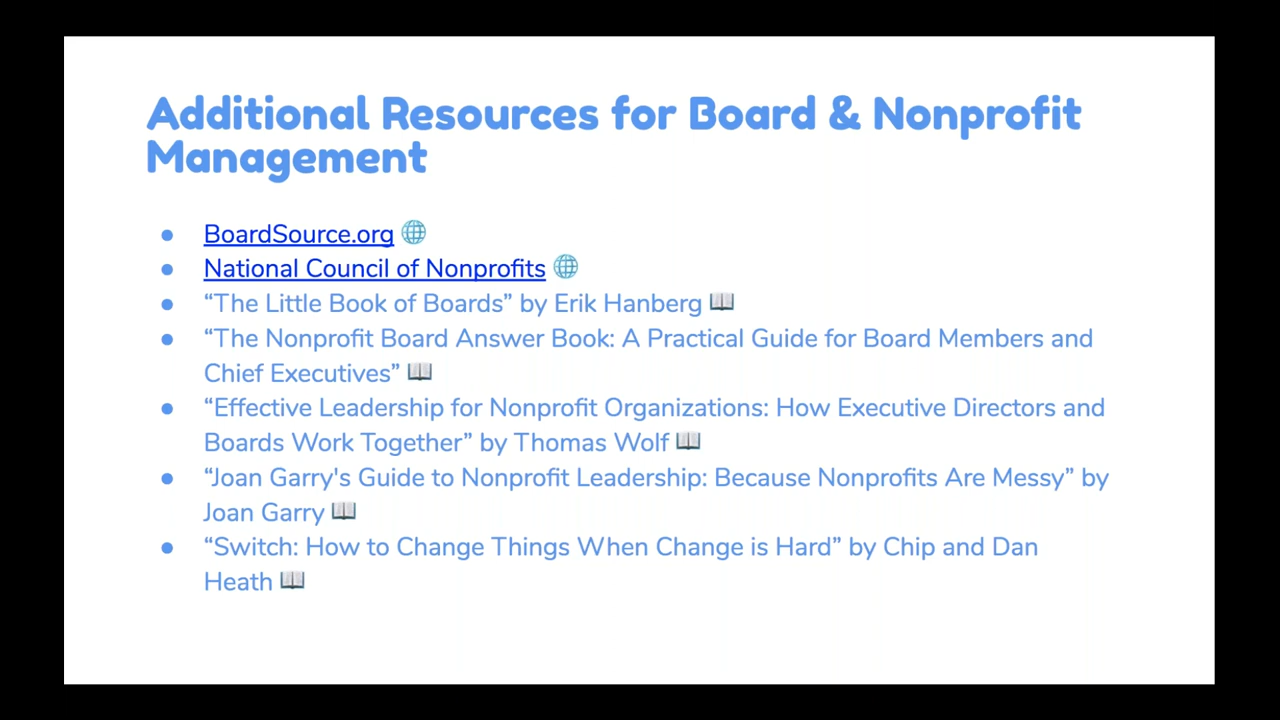 Additional Resources for Board & Nonprofit
Management
● BoardSource.org 🌐
● National Council of Nonprofits 🌐
● “The Little Book of Boards” by Erik Hanberg 📖
● “The Nonprofit Board Answer Book: A Practical Guide for Board Members and
Chief Executives” 📖
● “Effective Leadership for Nonprofit Organizations: How Executive Directors and
Boards Work Together” by Thomas Wolf 📖
● “Joan Garry's Guide to Nonprofit Leadership: Because Nonprofits Are Messy” by
Joan Garry 📖
● “Switch: How to Change Things When Change is Hard” by Chip and Dan
Heath 📖